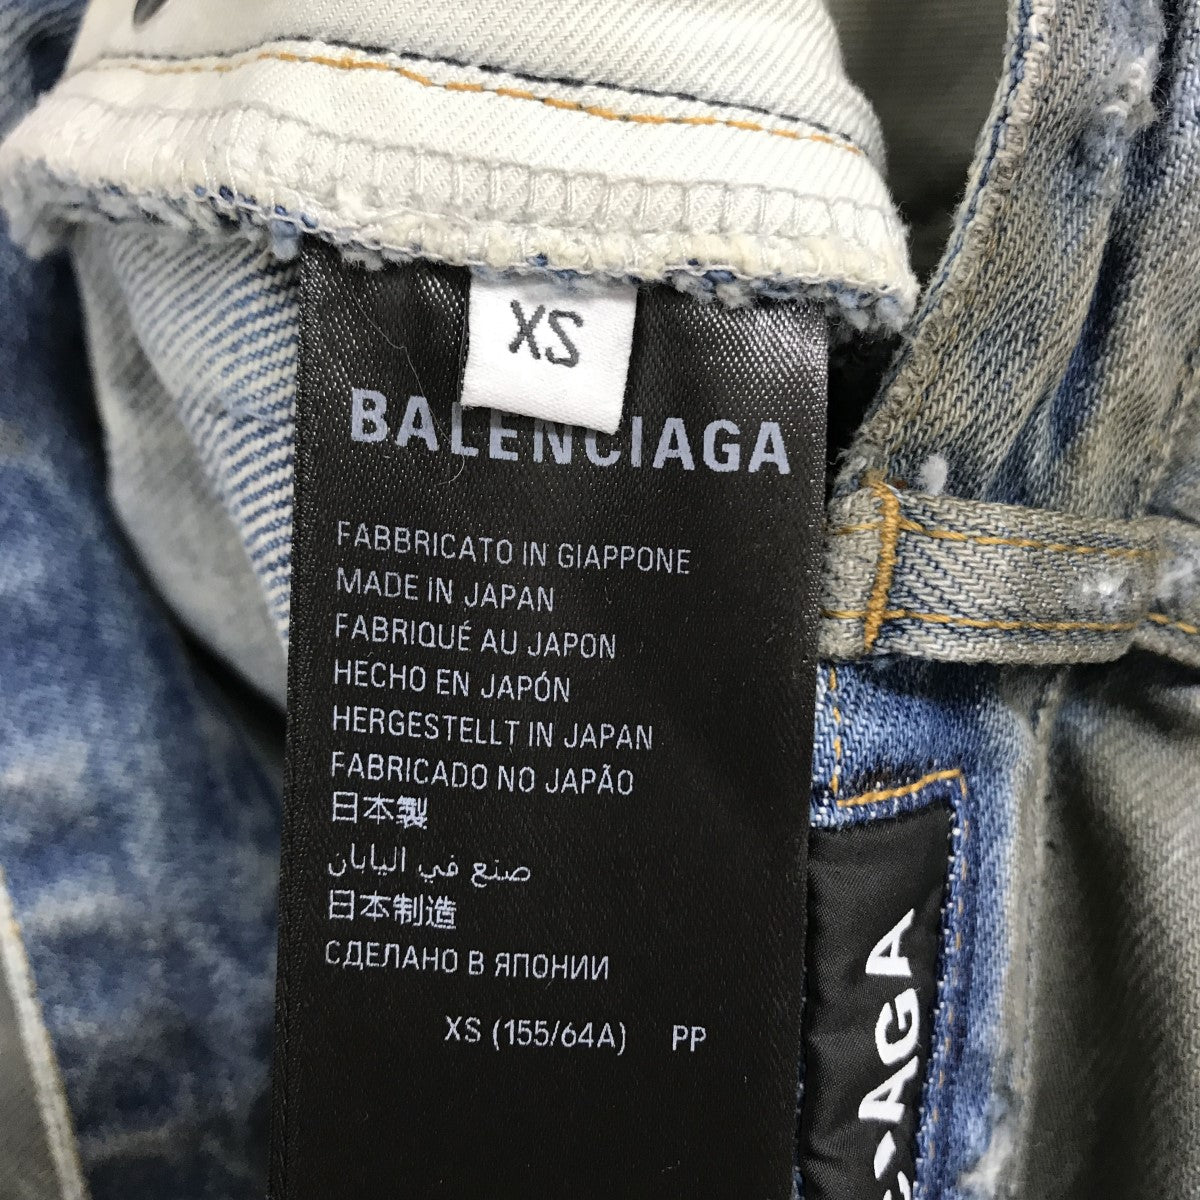 XS
BALENCIAGA
FABBRICATO IN GIAPPONE
MADE IN JAPAN
FABRIQUÉ AU JAPON
HECHO EN JAPÓN
HERGESTELLT IN JAPAN
FABRICADO NO JAPÃO
日本製
صنع في اليابان
日本制造
СДЕЛАНО В ЯПОНИИ
XS (155/64A) PP